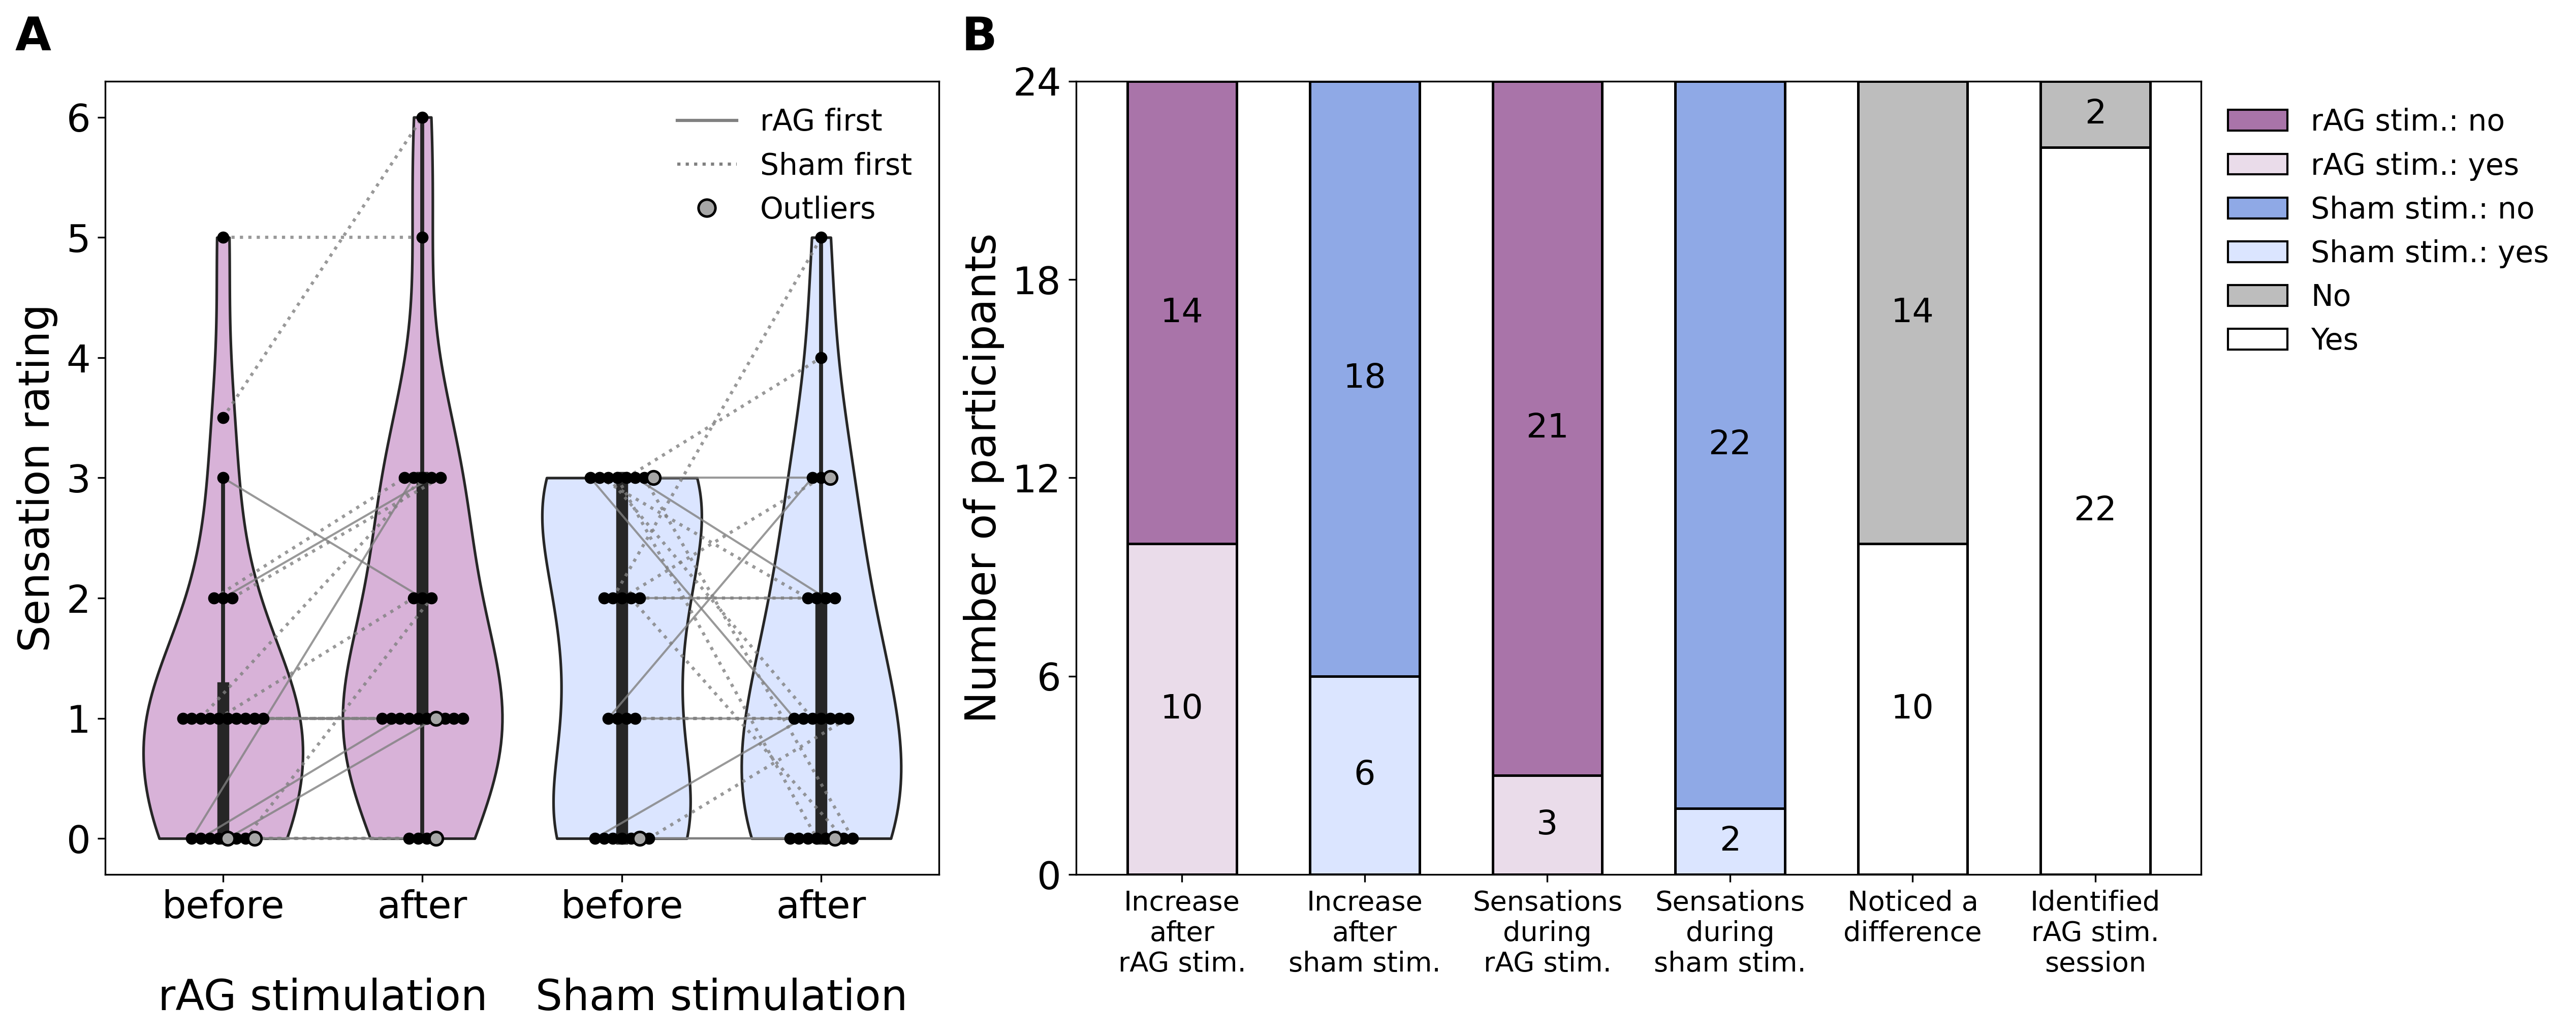 A
Sensation rating
6
5
4
3
2
1
0
rAG first
Sham first
Outliers
before
after
before
after
rAG stimulation
Sham stimulation
B
Number of participants
24
18
12
6
0
14
10
18
6
21
3
22
2
14
10
2
22
Increase
after
rAG stim.
Increase
after
sham stim.
Sensations
during
rAG stim.
Sensations
during
sham stim.
Noticed a
difference
Identified
rAG stim.
session
rAG stim.: no
rAG stim.: yes
Sham stim.: no
Sham stim.: yes
No
Yes